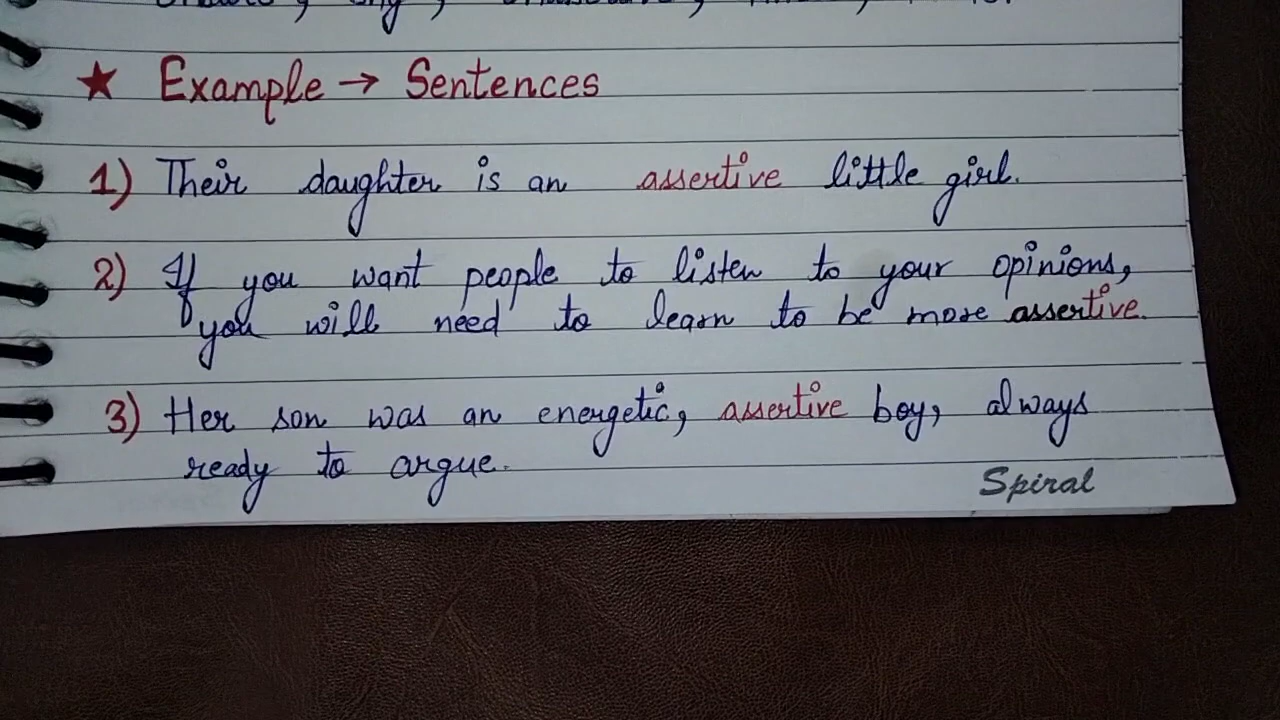 ★ Example → Sentences
1) Their daughter is an assertive little girl.
2) If you want people to listen to your opinions,
you will need to learn to be more assertive.
3) Her son was an energetic, assertive boy, always
ready to argue.
Spiral